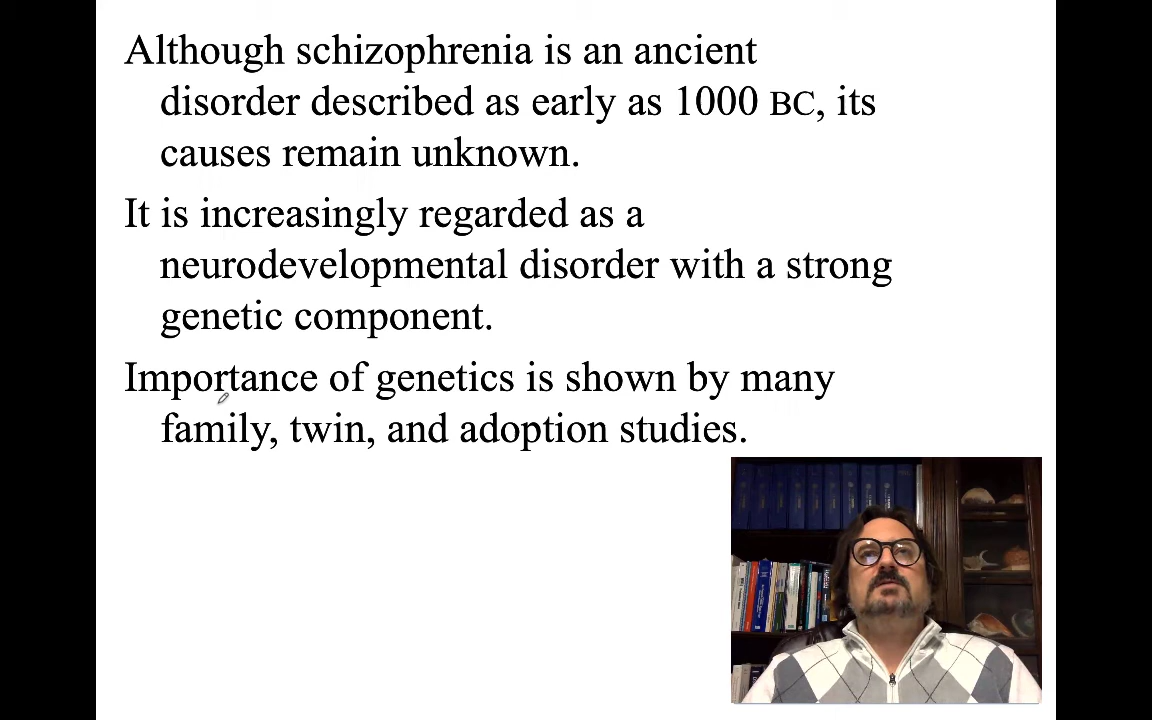 Although schizophrenia is an ancient
disorder described as early as 1000 BC, its
causes remain unknown.
It is increasingly regarded as a
neurodevelopmental disorder with a strong
genetic component.
Importance of genetics is shown by many
family, twin, and adoption studies.